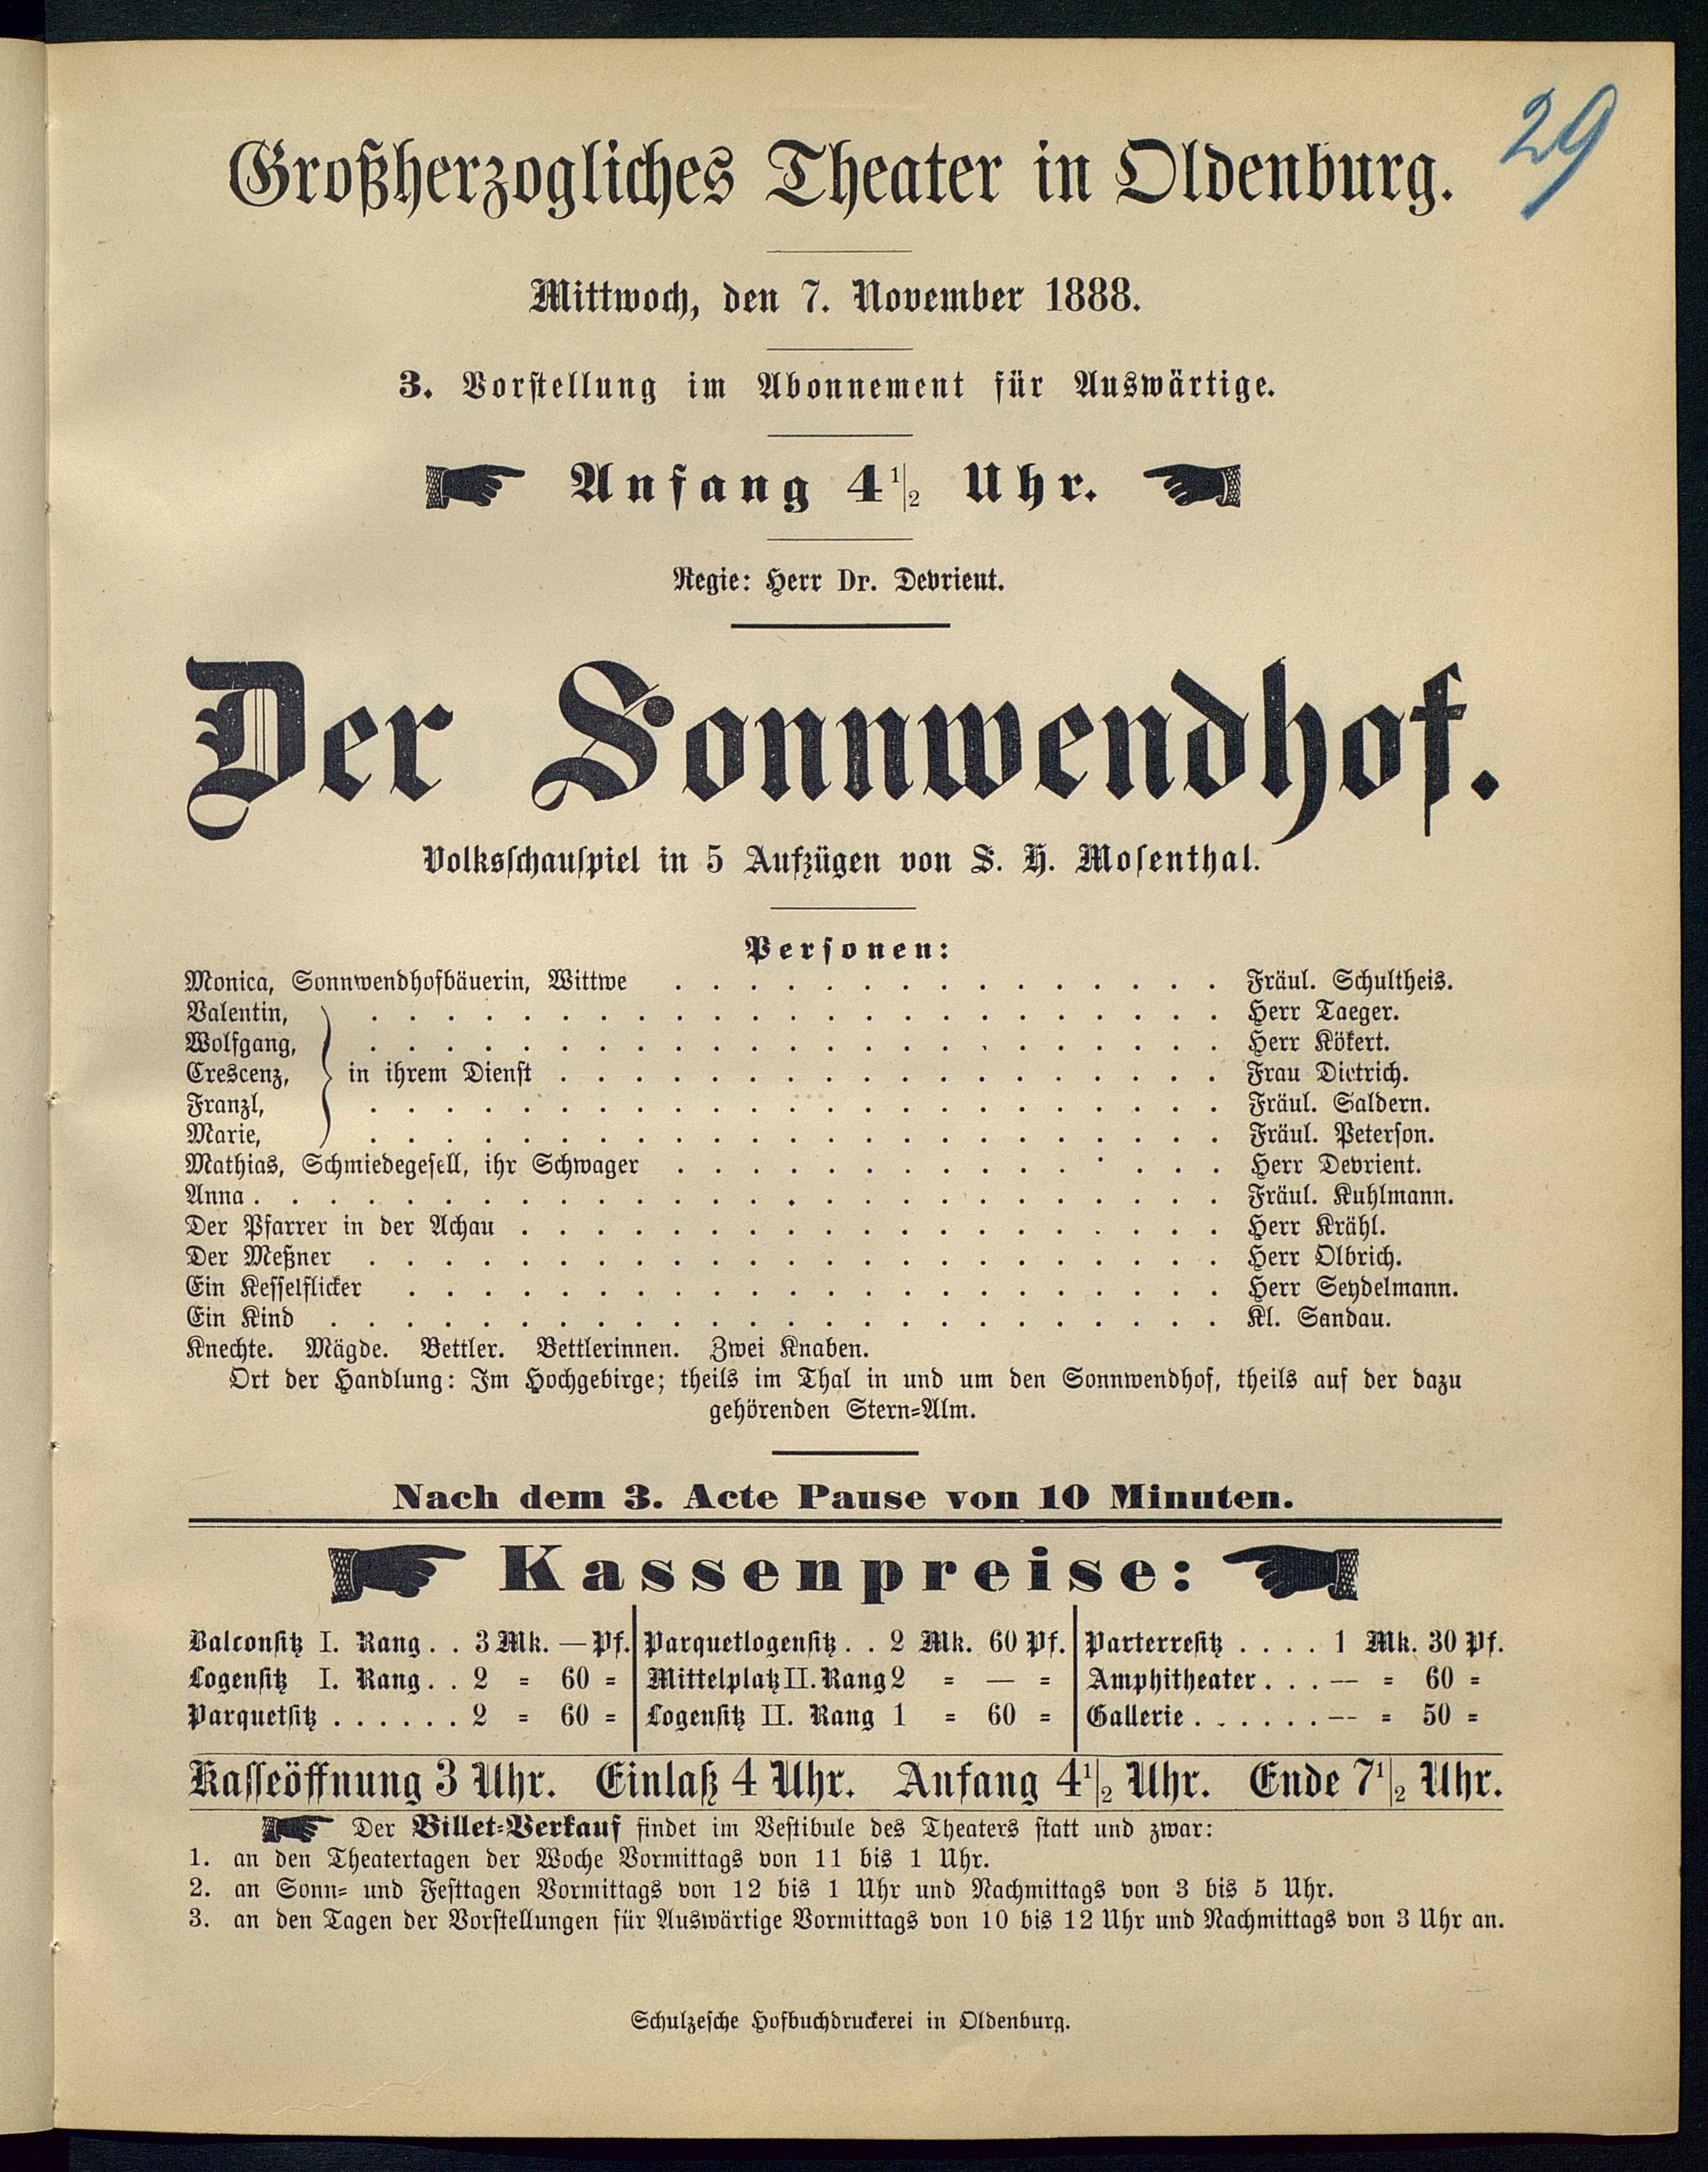 29
Großherzogliches Theater in Oldenburg.
Mittwoch, den 7. November 1888.
3. Vorstellung im Abonnement für Auswärtige.
Anfang 4 1/2 Uhr.
Regie: Herr Dr. Devrient.
Der Sonnwendhof.
Volksschauspiel in 5 Aufzügen von S. H. Mosenthal.
Personen:
Monica, Sonnwendhofbäuerin, Wittwe . . . . . . . . . . . . . . . Fräul. Schultheis.
Valentin, . . . . . . . . . . . . . . . . . . . . . . . Herr Taeger.
Wolfgang, . . . . . . . . . . . . . . . . . . . . . . . Herr Kökert.
Crescenz, in ihrem Dienst . . . . . . . . . . . . . . . . . . Frau Dietrich.
Franzl, . . . . . . . . . . . . . . . . . . . . . . . Fräul. Saldern.
Marie, . . . . . . . . . . . . . . . . . . . . . . . Fräul. Peterson.
Mathias, Schmiedegesell, ihr Schwager . . . . . . . . . . . . . . . Herr Devrient.
Anna . . . . . . . . . . . . . . . . . . . . . . . . . . Fräul. Kuhlmann.
Der Pfarrer in der Achau . . . . . . . . . . . . . . . . . . . Herr Krähl.
Der Meßner . . . . . . . . . . . . . . . . . . . . . . . Herr Olbrich.
Ein Kesselflicker . . . . . . . . . . . . . . . . . . . . . . Herr Seydelmann.
Ein Kind . . . . . . . . . . . . . . . . . . . . . . . . Kl. Sandau.
Knechte. Mägde. Bettler. Bettlerinnen. Zwei Knaben.
Ort der Handlung: Im Hochgebirge; theils im Thal in und um den Sonnwendhof, theils auf der dazu
gehörenden Stern=Alm.
Nach dem 3. Acte Pause von 10 Minuten.
Kassenpreise:
Balconsitz I. Rang . . 3 Mk. — Pf. Parquetlogensitz . . 2 Mk. 60 Pf. Parterresitz . . . . 1 Mk. 30 Pf.
Logensitz I. Rang . . 2 = 60 = Mittelplatz II. Rang 2 = — = Amphitheater . . . — = 60 =
Parquetsitz . . . . . . 2 = 60 = Logensitz II. Rang 1 = 60 = Gallerie . . . . . . — = 50 =
Kasseöffnung 3 Uhr. Einlaß 4 Uhr. Anfang 4 1/2 Uhr. Ende 7 1/2 Uhr.
Der Billet=Verkauf findet im Vestibule des Theaters statt und zwar:
1. an den Theatertagen der Woche Vormittags von 11 bis 1 Uhr.
2. an Sonn= und Festtagen Vormittags von 12 bis 1 Uhr und Nachmittags von 3 bis 5 Uhr.
3. an den Tagen der Vorstellungen für Auswärtige Vormittags von 10 bis 12 Uhr und Nachmittags von 3 Uhr an.
Schulzesche Hofbuchdruckerei in Oldenburg.